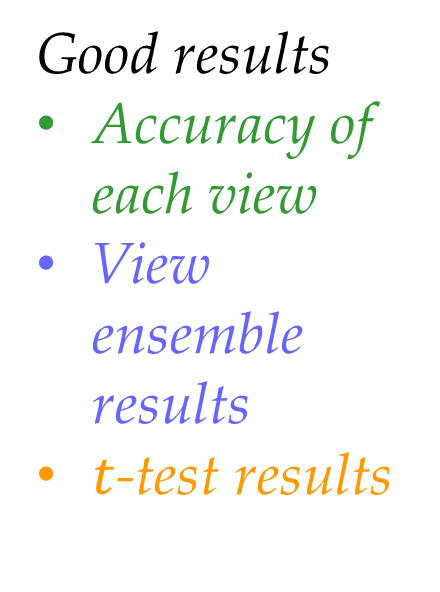 Good results
• Accuracy of
each view
• View
ensemble
results
• t-test results